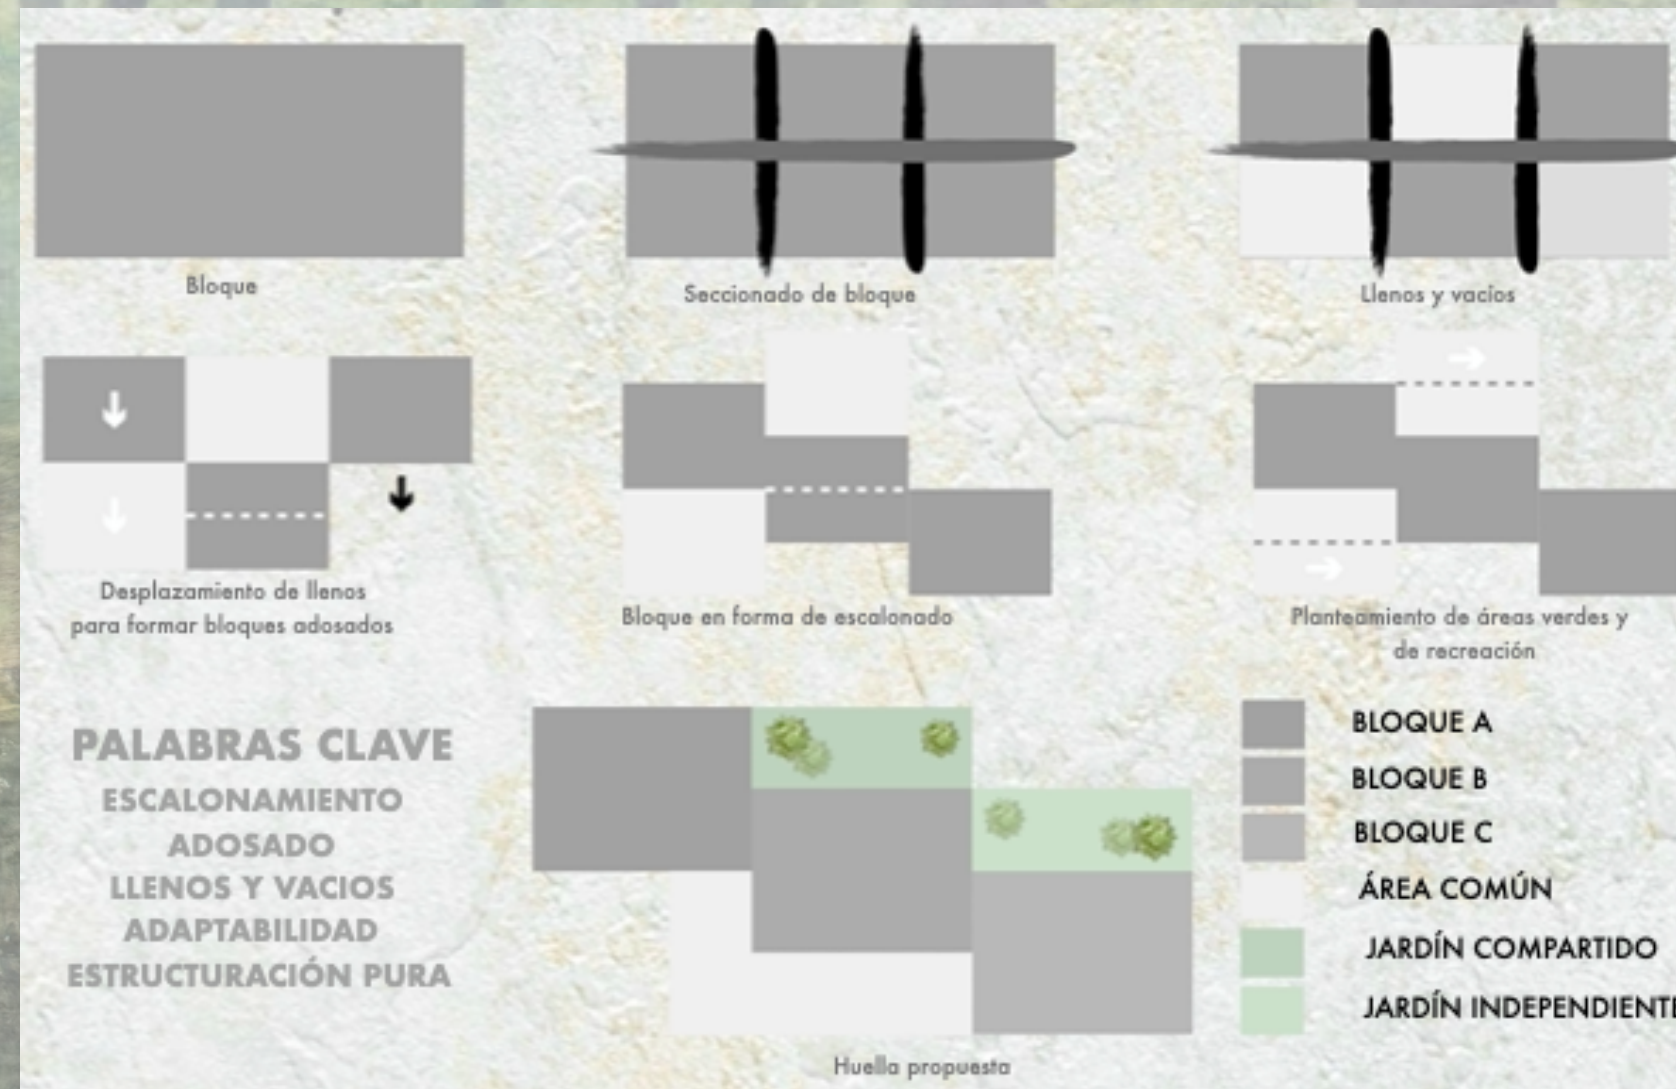 Bloque
Seccionado de bloque
Llenos y vacíos
Desplazamiento de llenos
para formar bloques adosados
Bloque en forma de escalonado
Planteamiento de áreas verdes y
de recreación
PALABRAS CLAVE
ESCALONAMIENTO
ADOSADO
LLENOS Y VACIOS
ADAPTABILIDAD
ESTRUCTURACIÓN PURA
Huella propuesta
BLOQUE A
BLOQUE B
BLOQUE C
ÁREA COMÚN
JARDÍN COMPARTIDO
JARDÍN INDEPENDIENTE